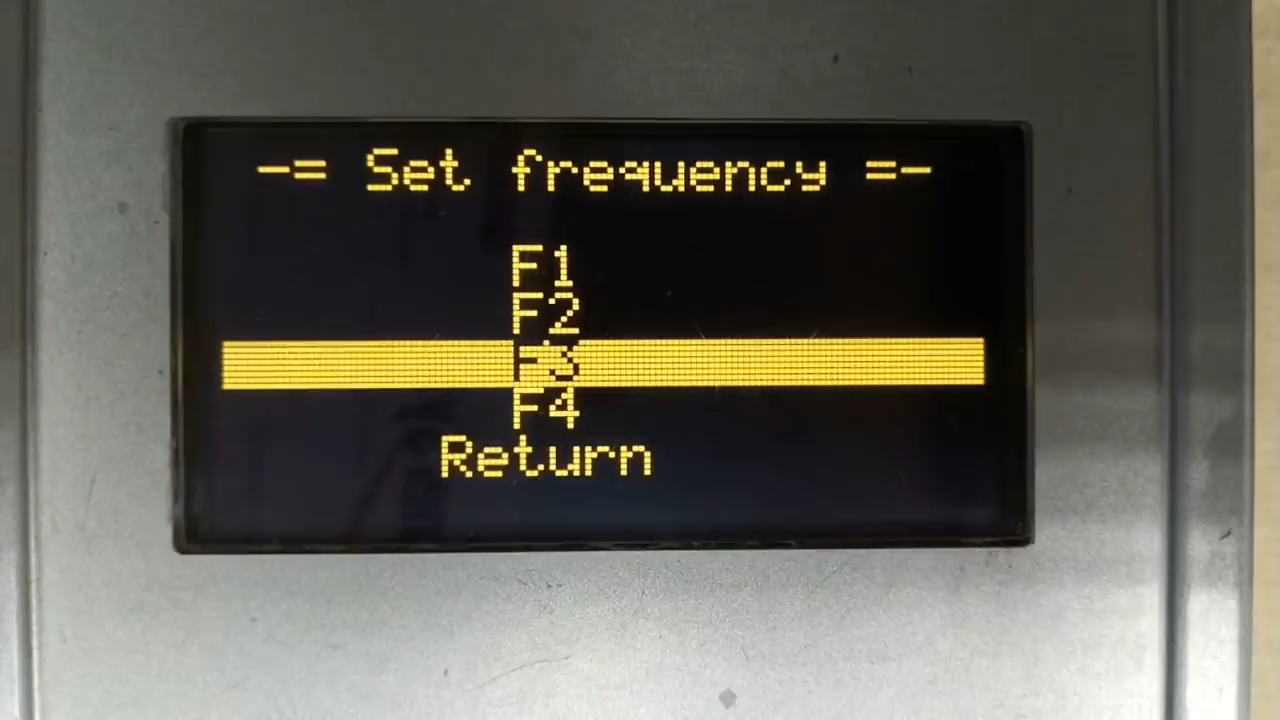 -= Set frequency =-
F1
F2
F3
F4
Return